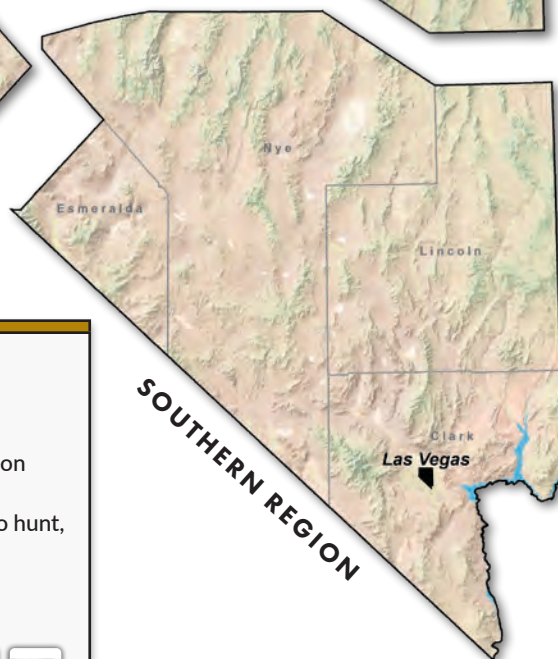 Nye
Esmeralda
Lincoln
Clark
Las Vegas
SOUTHERN REGION
on
o hunt,